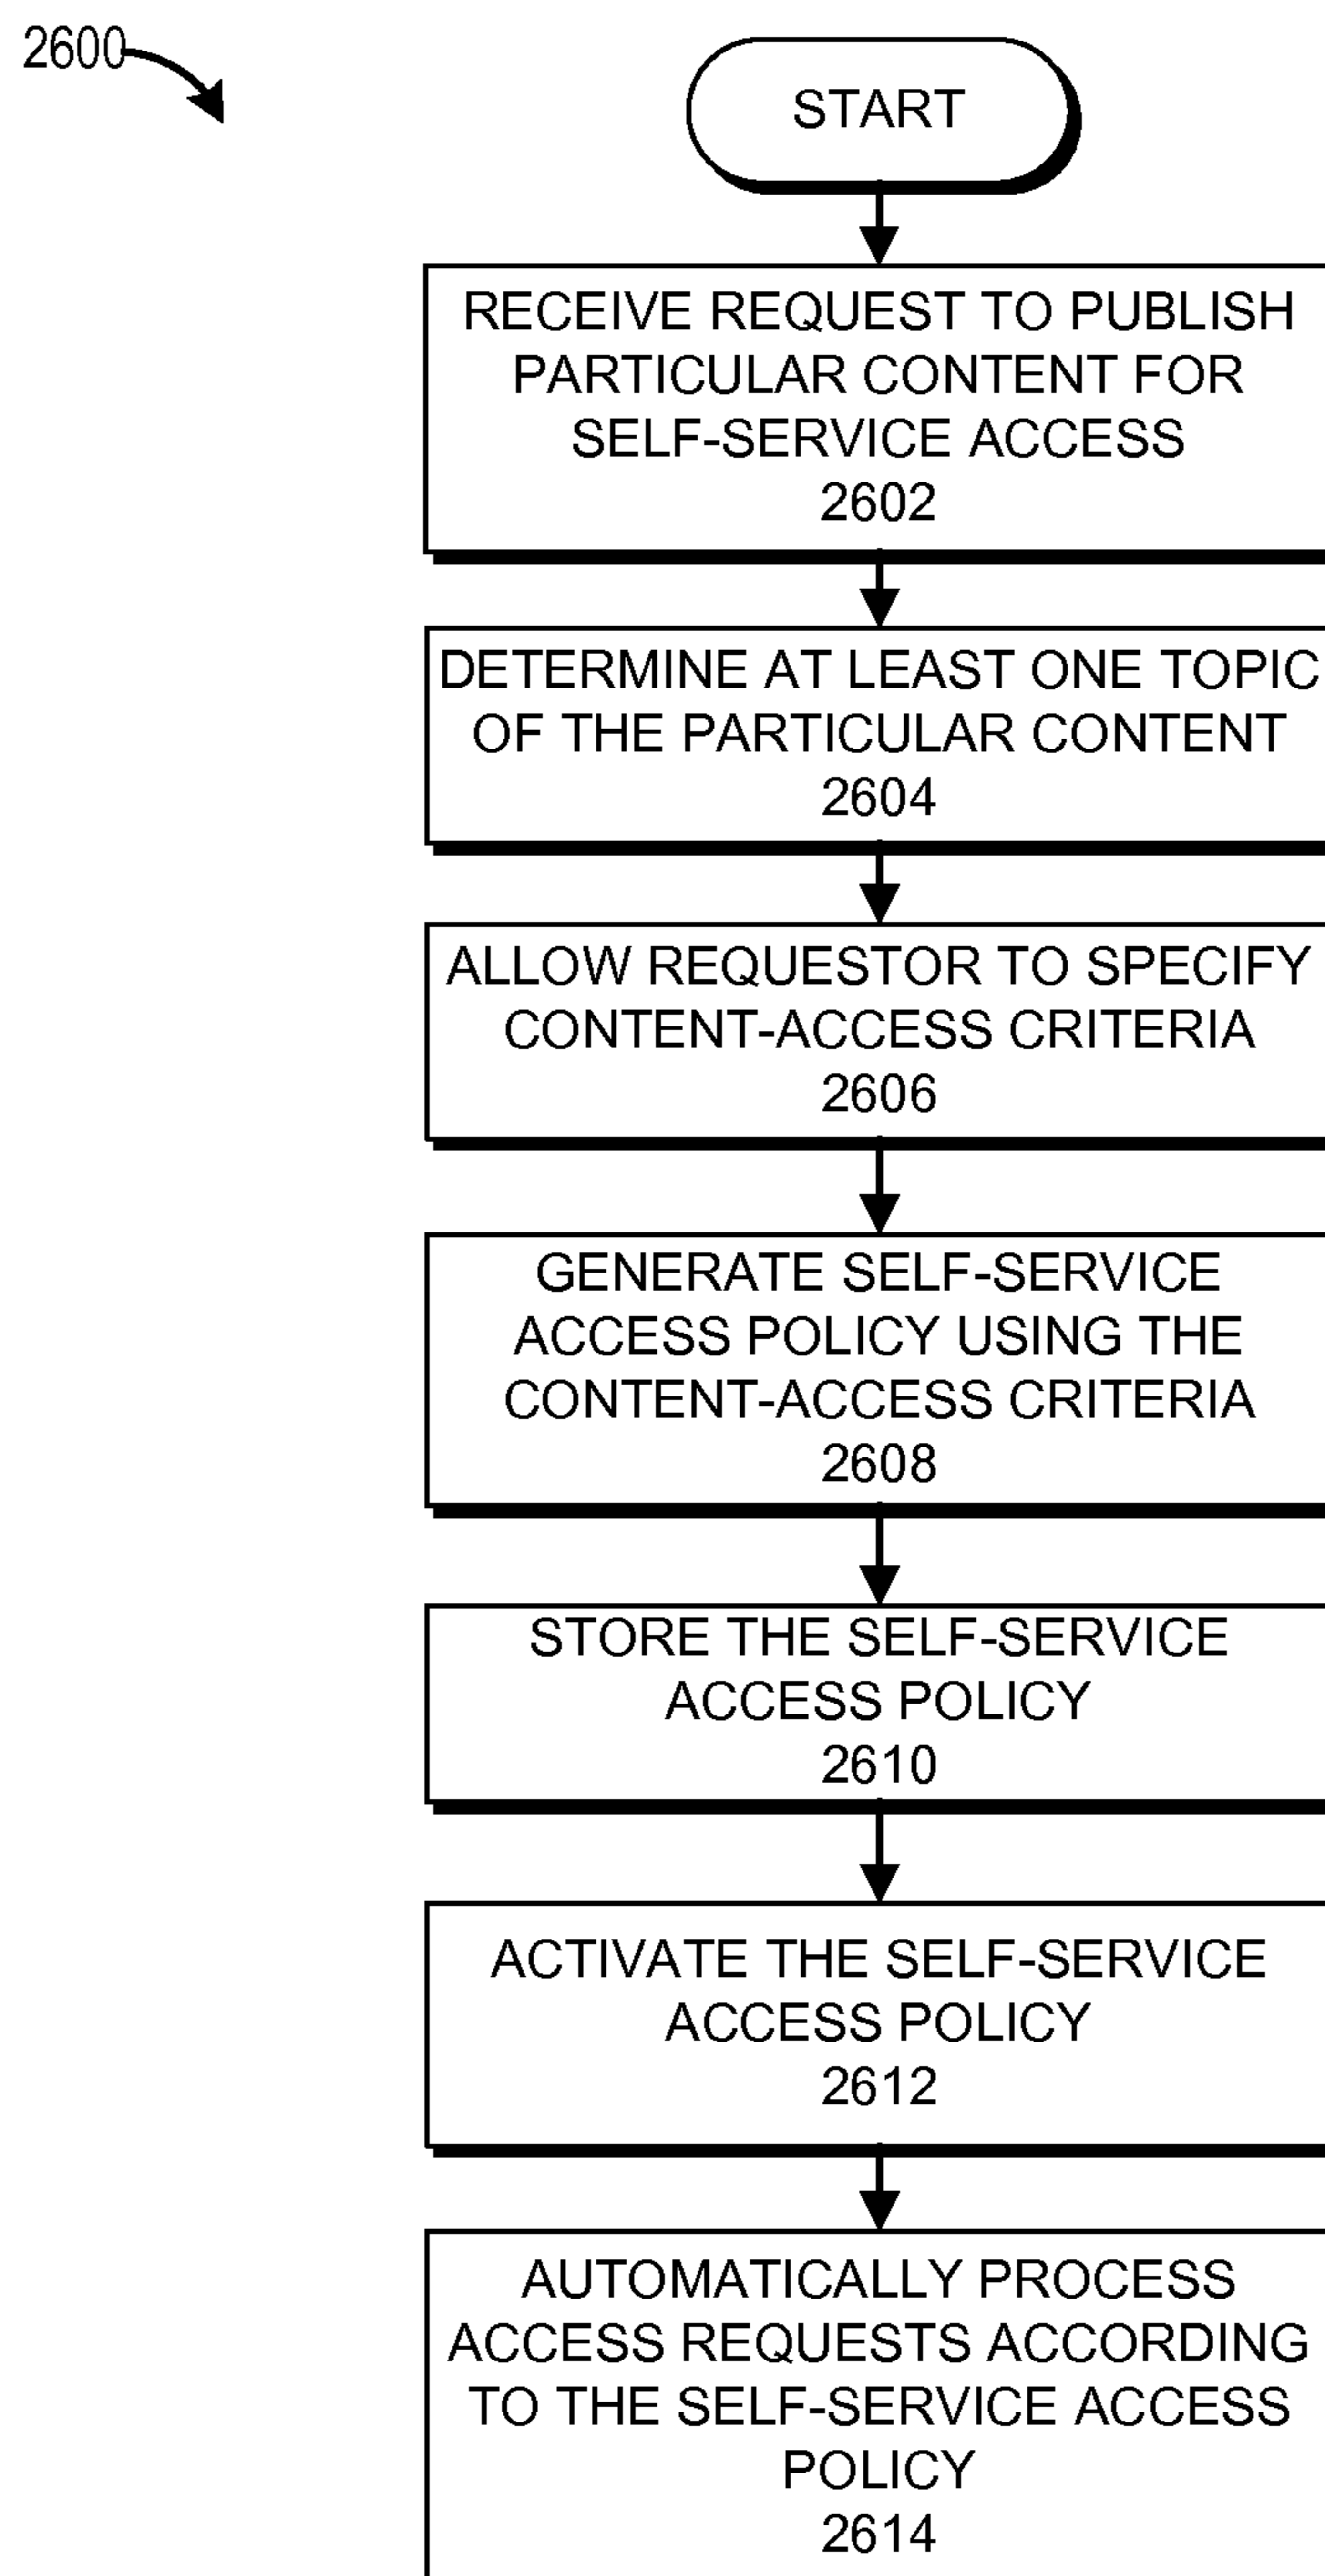 2600
START
RECEIVE REQUEST TO PUBLISH
PARTICULAR CONTENT FOR
SELF-SERVICE ACCESS
2602
DETERMINE AT LEAST ONE TOPIC
OF THE PARTICULAR CONTENT
2604
ALLOW REQUESTOR TO SPECIFY
CONTENT-ACCESS CRITERIA
2606
GENERATE SELF-SERVICE
ACCESS POLICY USING THE
CONTENT-ACCESS CRITERIA
2608
STORE THE SELF-SERVICE
ACCESS POLICY
2610
ACTIVATE THE SELF-SERVICE
ACCESS POLICY
2612
AUTOMATICALLY PROCESS
ACCESS REQUESTS ACCORDING
TO THE SELF-SERVICE ACCESS
POLICY
2614